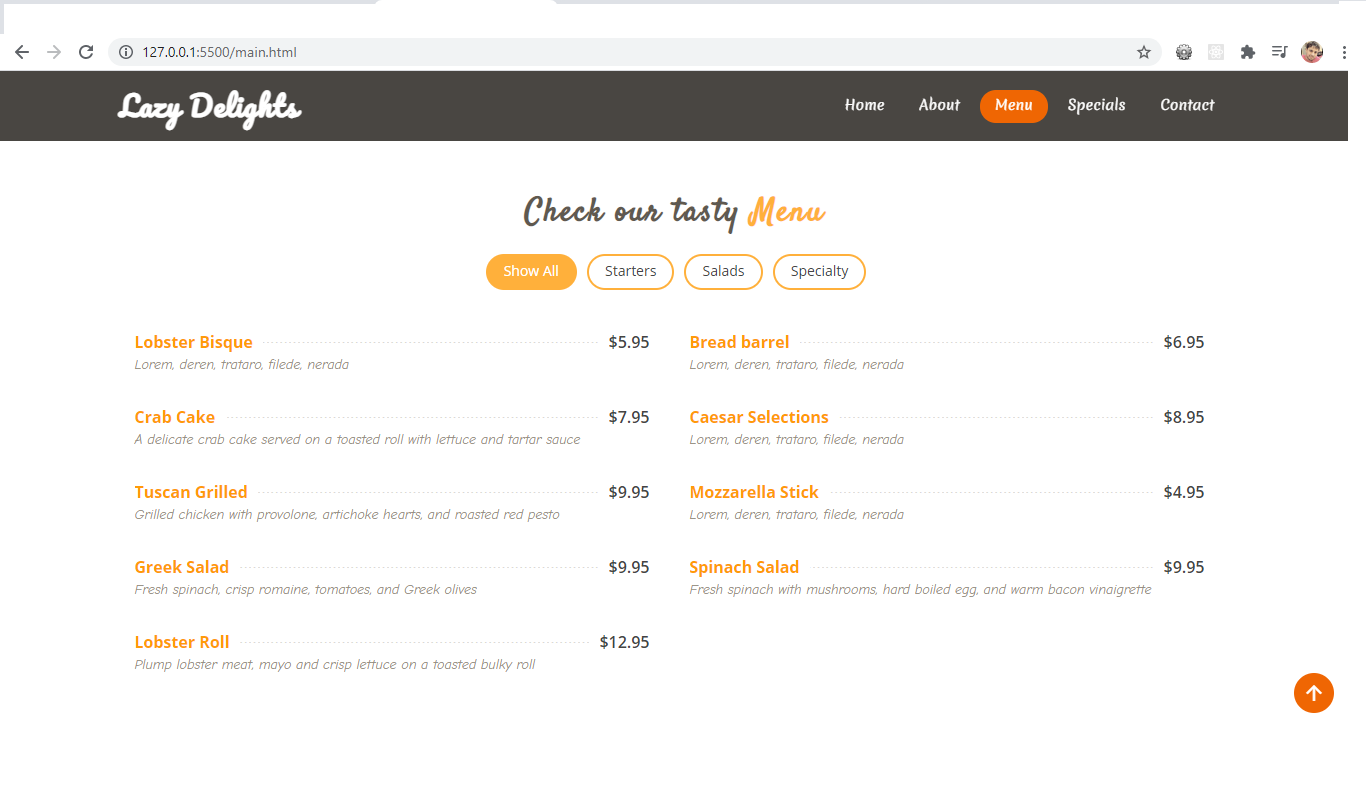 127.0.0.1:5500/main.html
Lazy Delights Home About Menu Specials Contact
Check our tasty Menu
Show All Starters Salads Specialty
Lobster Bisque $5.95
Lorem, deren, trataro, filede, nerada
Bread barrel $6.95
Lorem, deren, trataro, filede, nerada
Crab Cake $7.95
A delicate crab cake served on a toasted roll with lettuce and tartar sauce
Caesar Selections $8.95
Lorem, deren, trataro, filede, nerada
Tuscan Grilled $9.95
Grilled chicken with provolone, artichoke hearts, and roasted red pesto
Mozzarella Stick $4.95
Lorem, deren, trataro, filede, nerada
Greek Salad $9.95
Fresh spinach, crisp romaine, tomatoes, and Greek olives
Spinach Salad $9.95
Fresh spinach with mushrooms, hard boiled egg, and warm bacon vinaigrette
Lobster Roll $12.95
Plump lobster meat, mayo and crisp lettuce on a toasted bulky roll